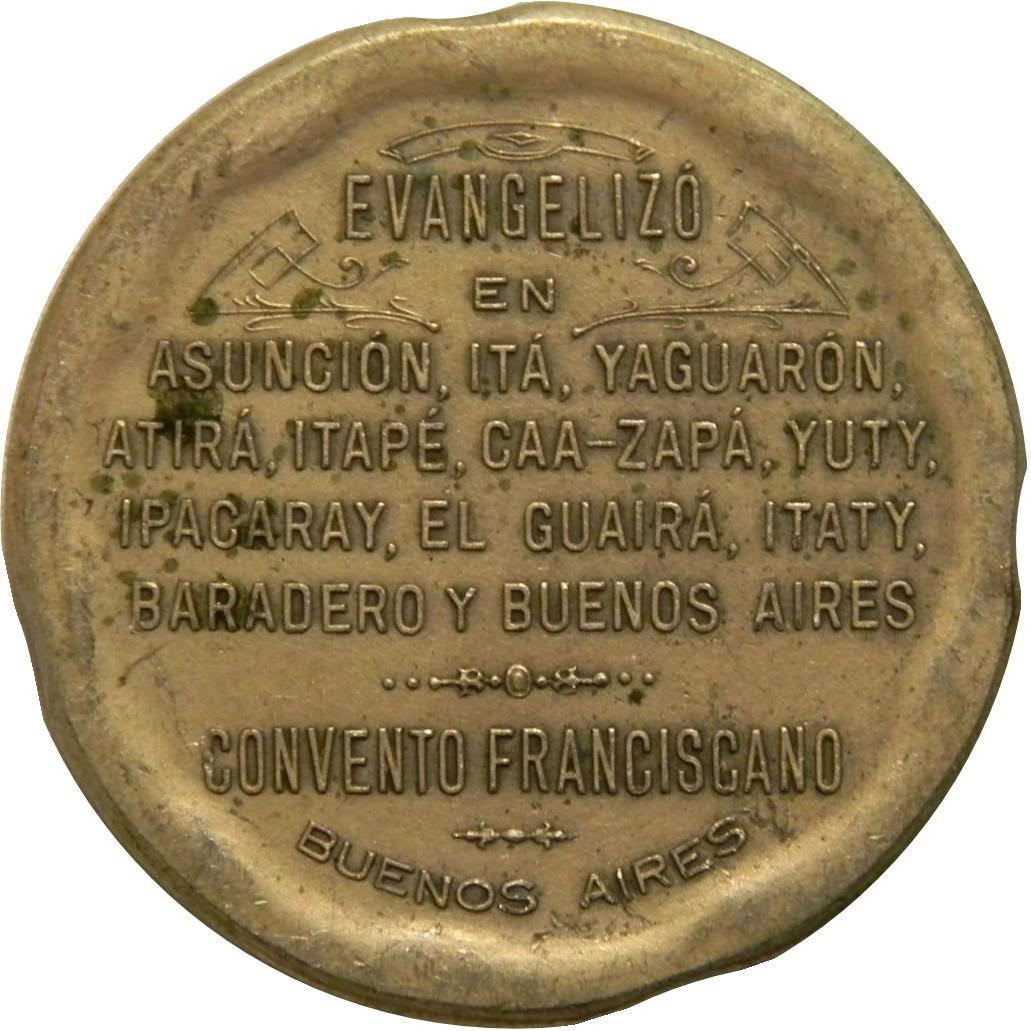 EVANGELIZÓ
EN
ASUNCIÓN, ITÁ, YAGUARÓN,
ATIRÁ, ITAPÉ, CAA-ZAPÁ, YUTY,
IPACARAY, EL GUAIRÁ, ITATY,
BARADERO Y BUENOS AIRES
CONVENTO FRANCISCANO
BUENOS AIRES